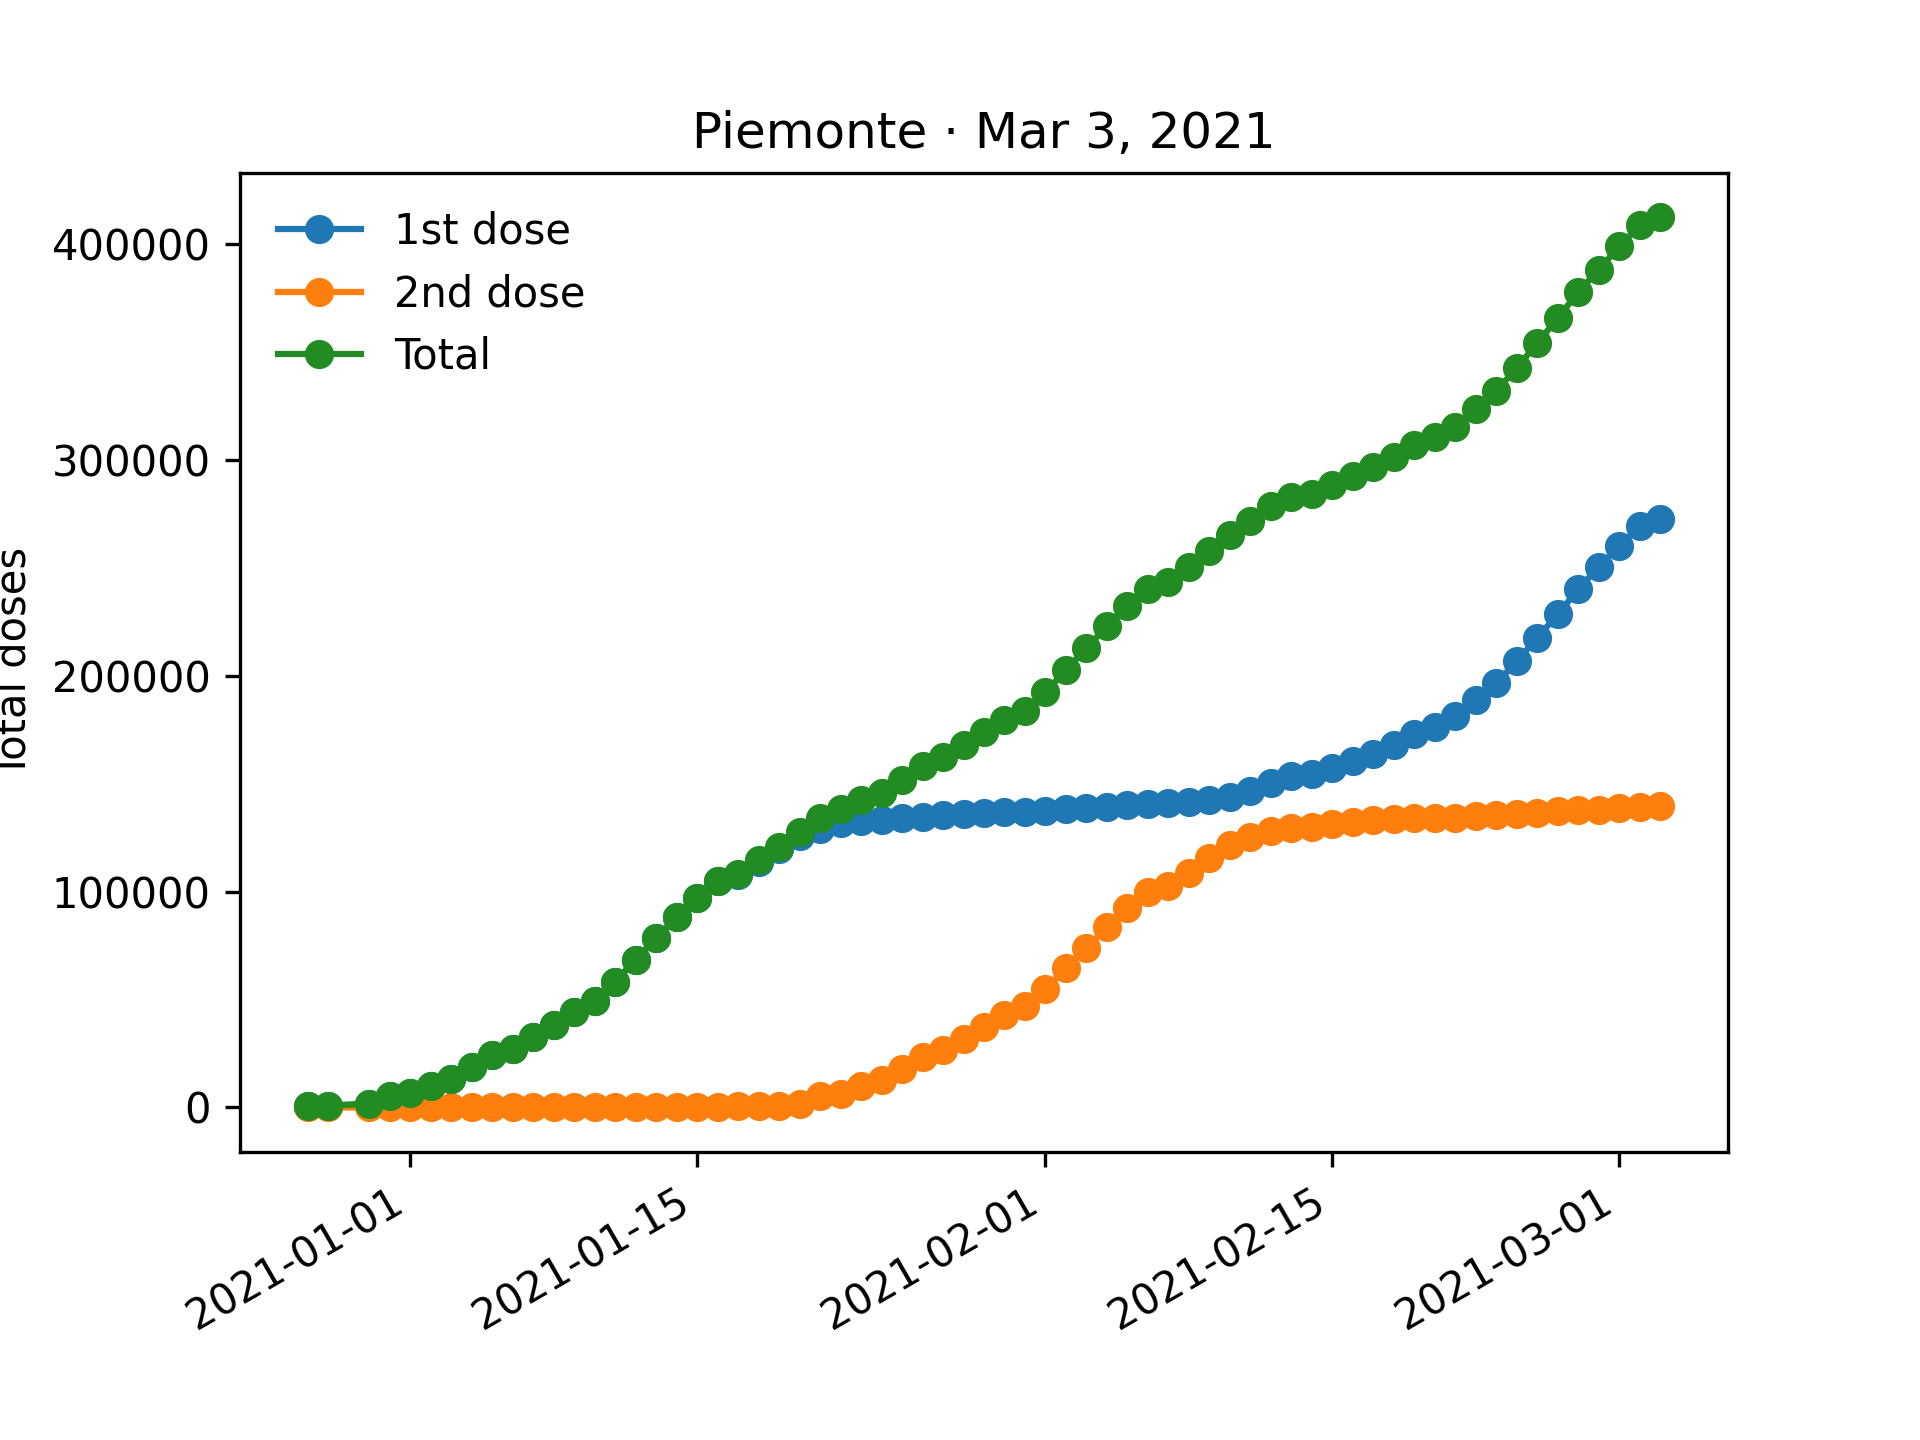 Piemonte · Mar 3, 2021
1st dose
2nd dose
Total
400000
300000
200000
100000
0
Total doses
2021-01-01
2021-01-15
2021-02-01
2021-02-15
2021-03-01